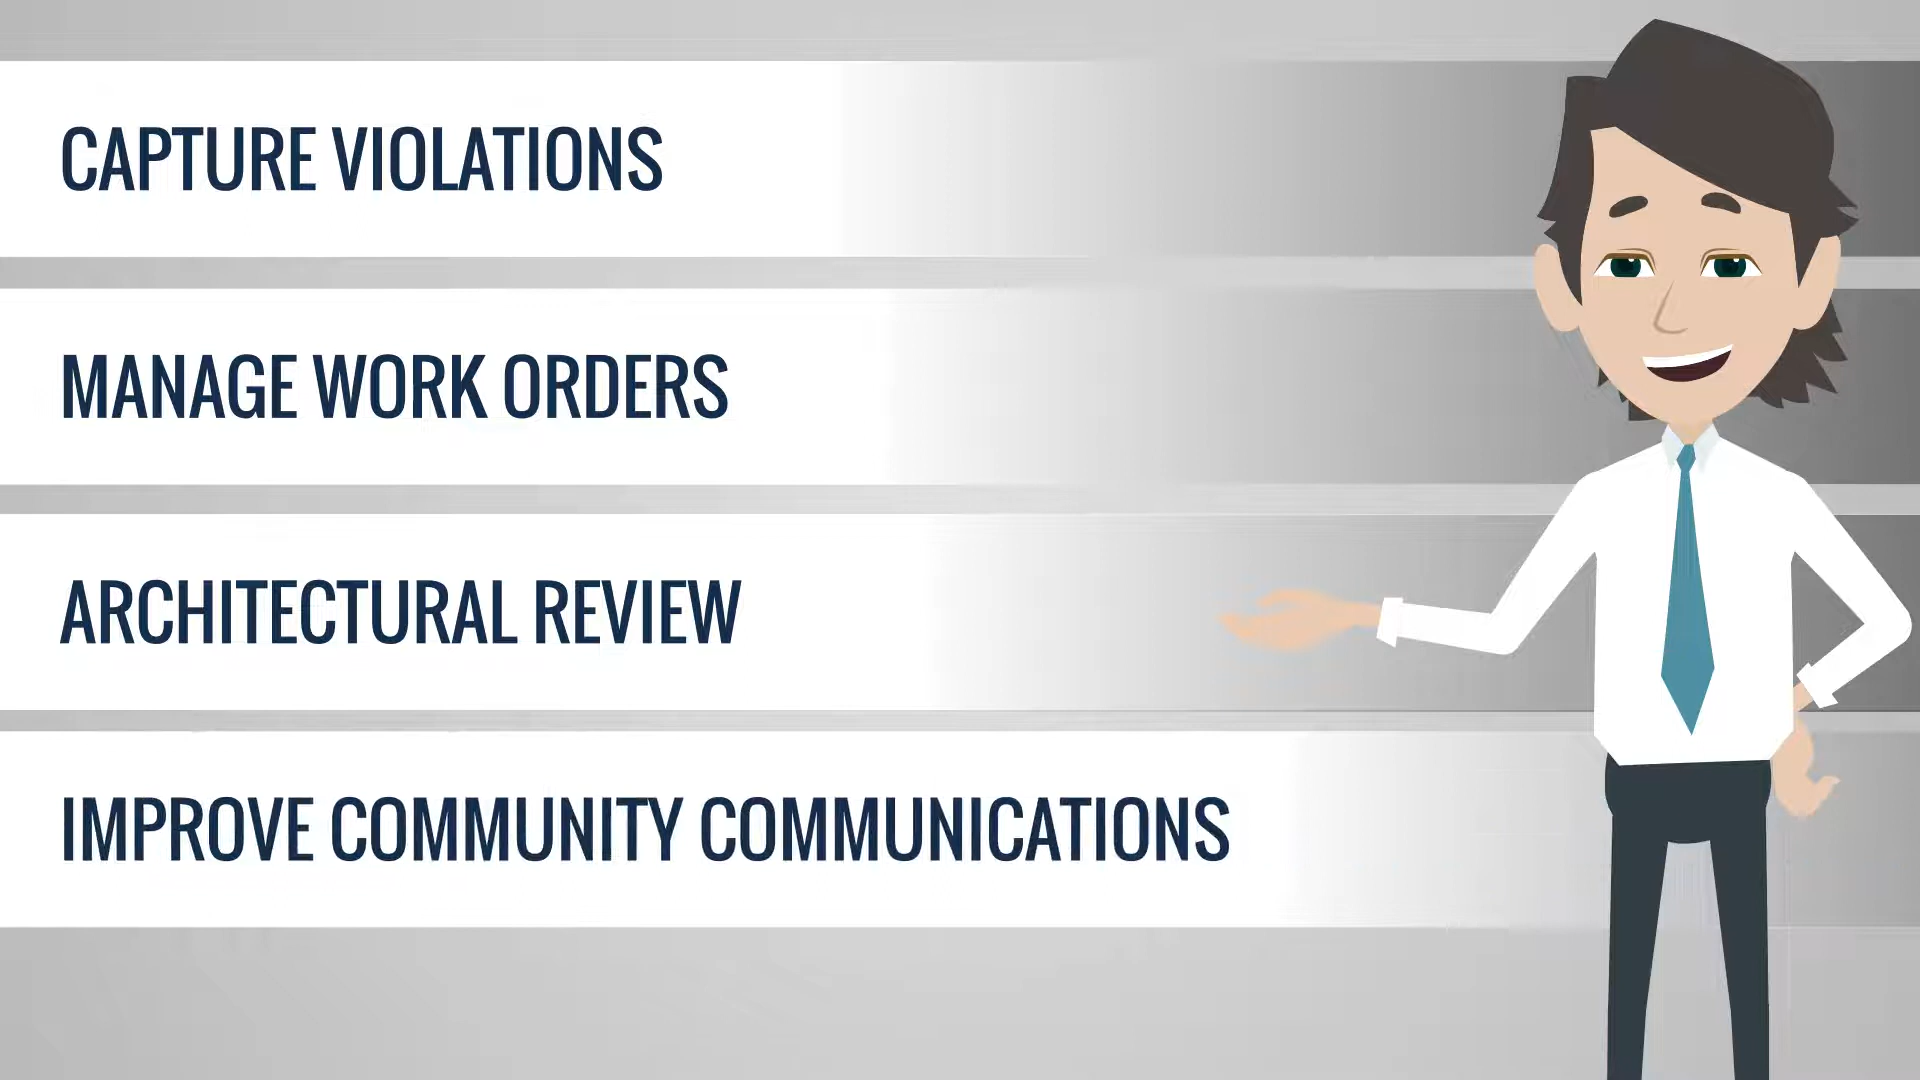 CAPTURE VIOLATIONS
MANAGE WORK ORDERS
ARCHITECTURAL REVIEW
IMPROVE COMMUNITY COMMUNICATIONS